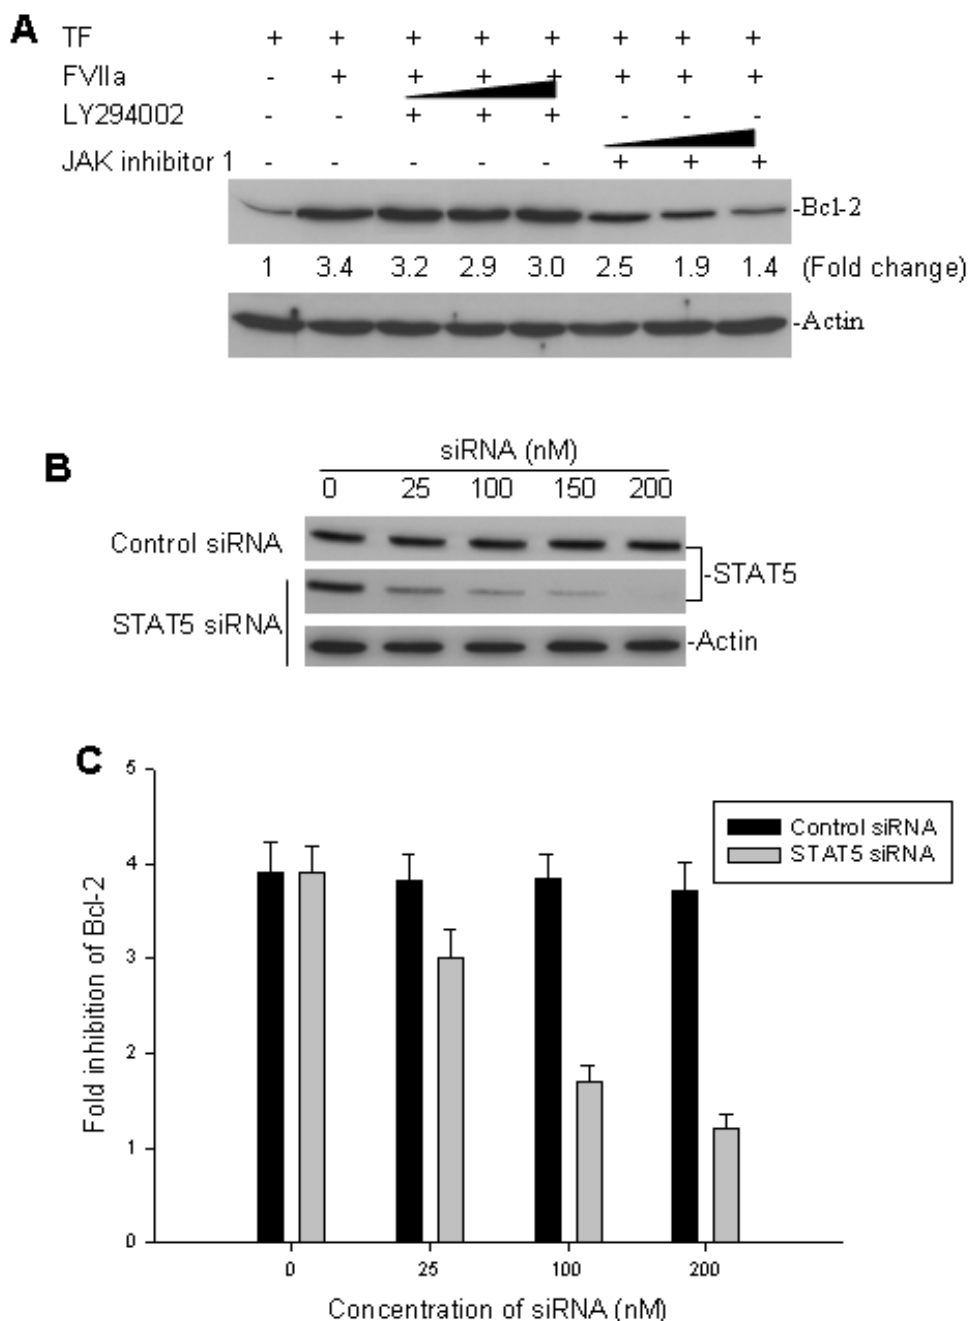 A
TF + + + + + + + +
FVIIa - + + + + + + +
LY294002 - - + + + - - -
JAK inhibitor 1 - - - - - + + +
-Bcl-2
1 3.4 3.2 2.9 3.0 2.5 1.9 1.4 (Fold change)
-Actin
B
siRNA (nM)
0 25 100 150 200
Control siRNA
-STAT5
STAT5 siRNA
-Actin
C
Control siRNA
STAT5 siRNA
Fold inhibition of Bcl-2
5
4
3
2
1
0
0 25 100 200
Concentration of siRNA (nM)